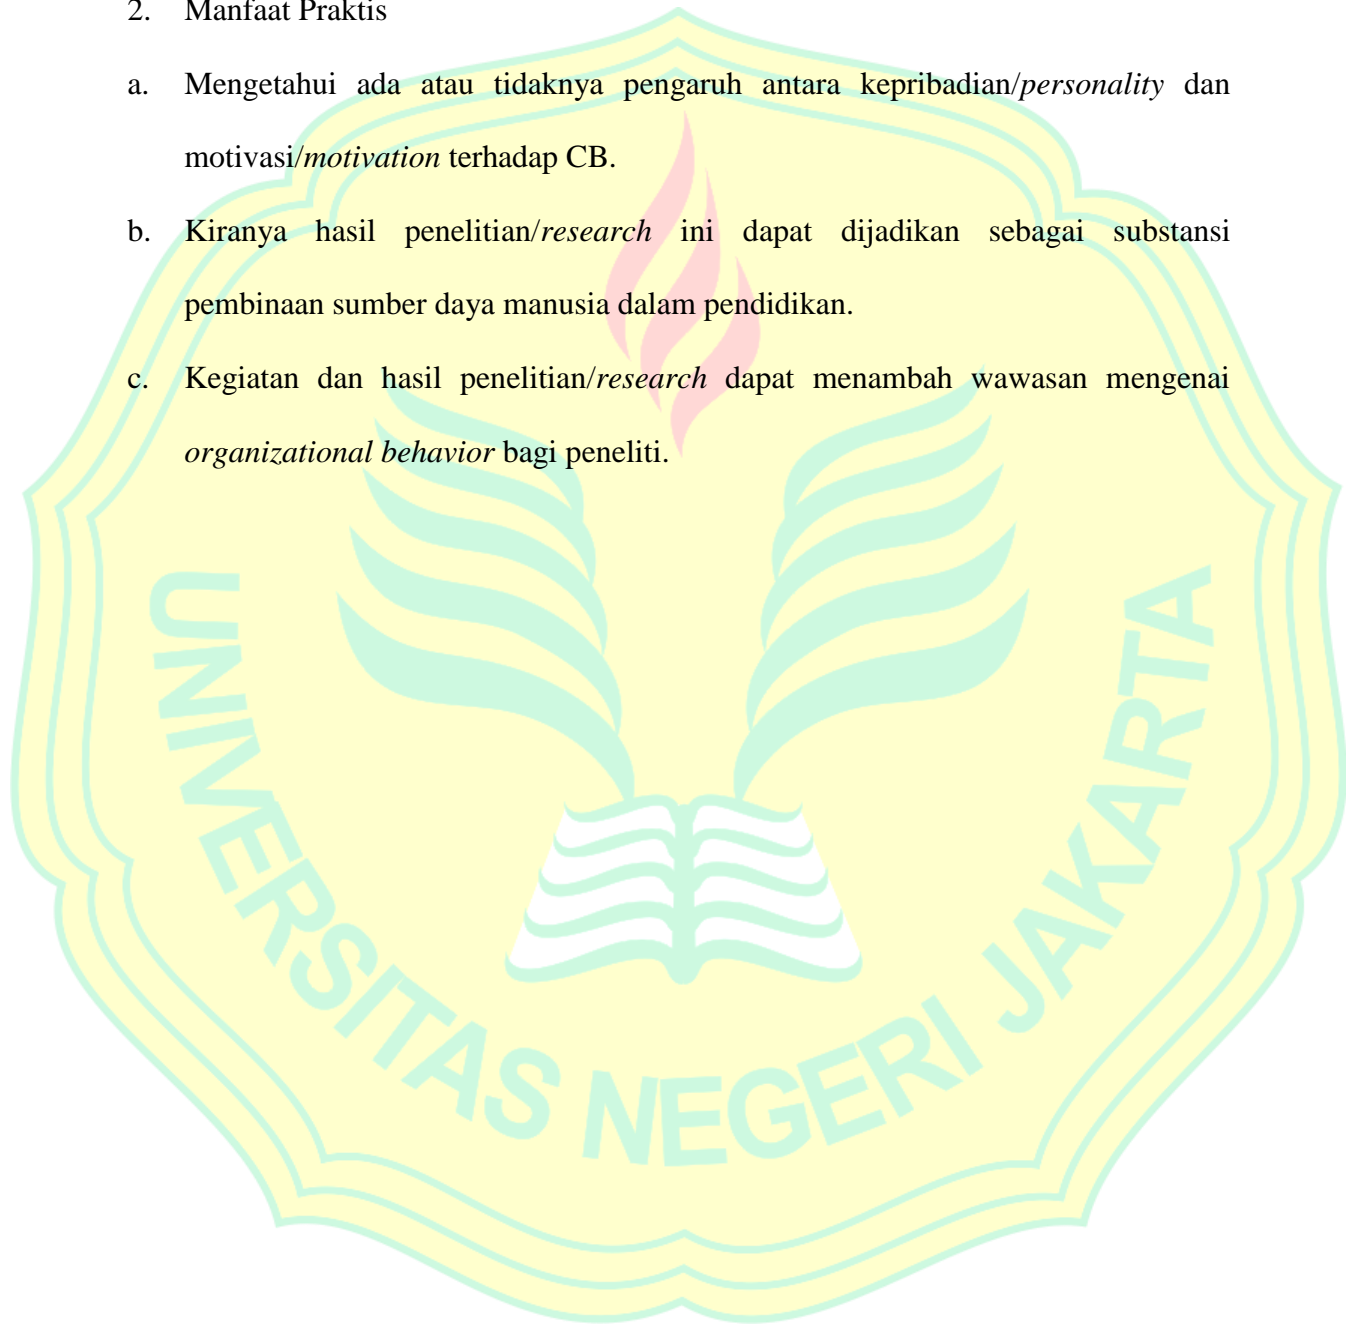 2. Manfaat Praktis
a. Mengetahui ada atau tidaknya pengaruh antara kepribadian/personality dan
motivasi/motivation terhadap CB.
b. Kiranya hasil penelitian/research ini dapat dijadikan sebagai substansi
pembinaan sumber daya manusia dalam pendidikan.
c. Kegiatan dan hasil penelitian/research dapat menambah wawasan mengenai
organizational behavior bagi peneliti.
UNIVERSITAS NEGERI JAKARTA